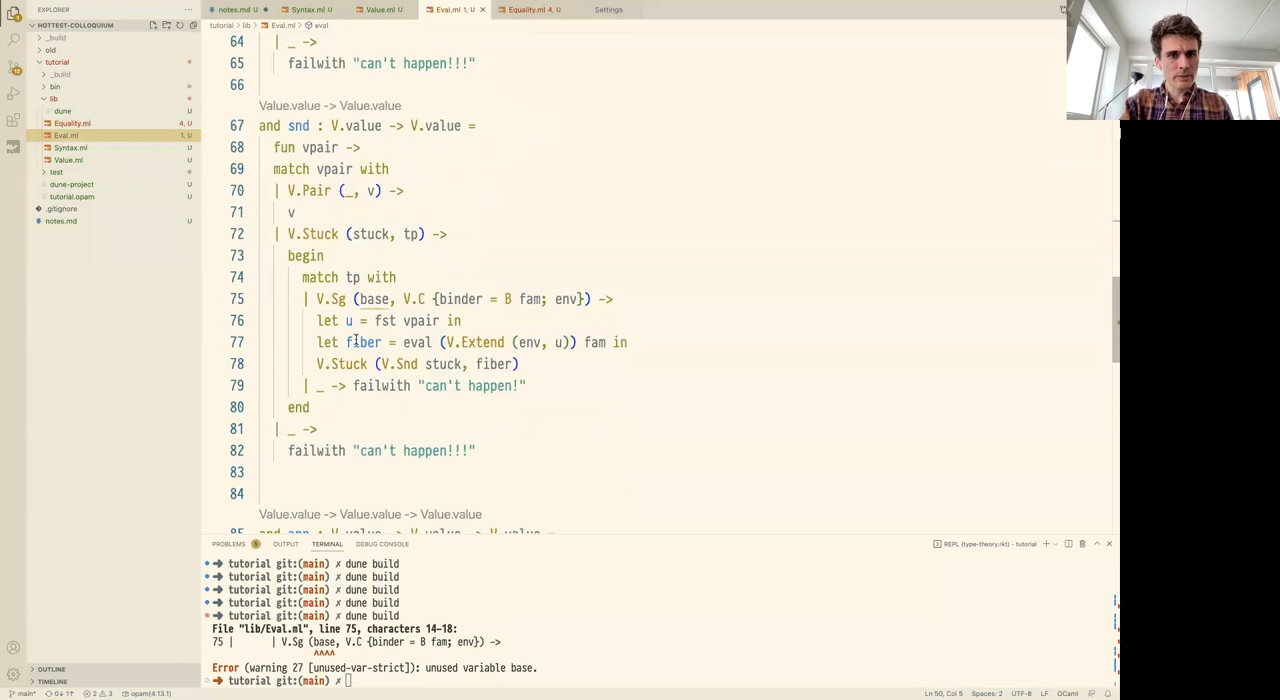 EXPLORER
HOTTEST-COLLOQUIUM
_build
old
tutorial
_build
bin
lib
dune U
Equality.ml 4, U
Eval.ml 1, U
Syntax.ml U
Value.ml U
test
dune-project U
tutorial.opam U
.gitignore
notes.md U
OUTLINE
TIMELINE
notes.md U
Syntax.ml U
Value.ml U
Eval.ml 1, U
Equality.ml 4, U
Settings
tutorial > lib > Eval.ml > eval
64 | _ ->
65 failwith "can't happen!!!"
66
Value.value -> Value.value
67 and snd : V.value -> V.value =
68 fun vpair ->
69 match vpair with
70 | V.Pair (_, v) ->
71 v
72 | V.Stuck (stuck, tp) ->
73 begin
74 match tp with
75 | V.Sg (base, V.C {binder = B fam; env}) ->
76 let u = fst vpair in
77 let fiber = eval (V.Extend (env, u)) fam in
78 V.Stuck (V.Snd stuck, fiber)
79 | _ -> failwith "can't happen!"
80 end
81 | _ ->
82 failwith "can't happen!!!"
83
84
Value.value -> Value.value -> Value.value
85 and app : V.value -> V.value -> V.value =
PROBLEMS 5 OUTPUT TERMINAL DEBUG CONSOLE
REPL (type-theory.rkt) - tutorial
➜ tutorial git:(main) ✗ dune build
➜ tutorial git:(main) ✗ dune build
➜ tutorial git:(main) ✗ dune build
➜ tutorial git:(main) ✗ dune build
➜ tutorial git:(main) ✗ dune build
File "lib/Eval.ml", line 75, characters 14-18:
75 | | V.Sg (base, V.C {binder = B fam; env}) ->
^^^^
Error (warning 27 [unused-var-strict]): unused variable base.
➜ tutorial git:(main) ✗
main* 0↓ 1↑ 2 3 opam(4.13.1)
Ln 50, Col 5 Spaces: 2 UTF-8 LF OCaml